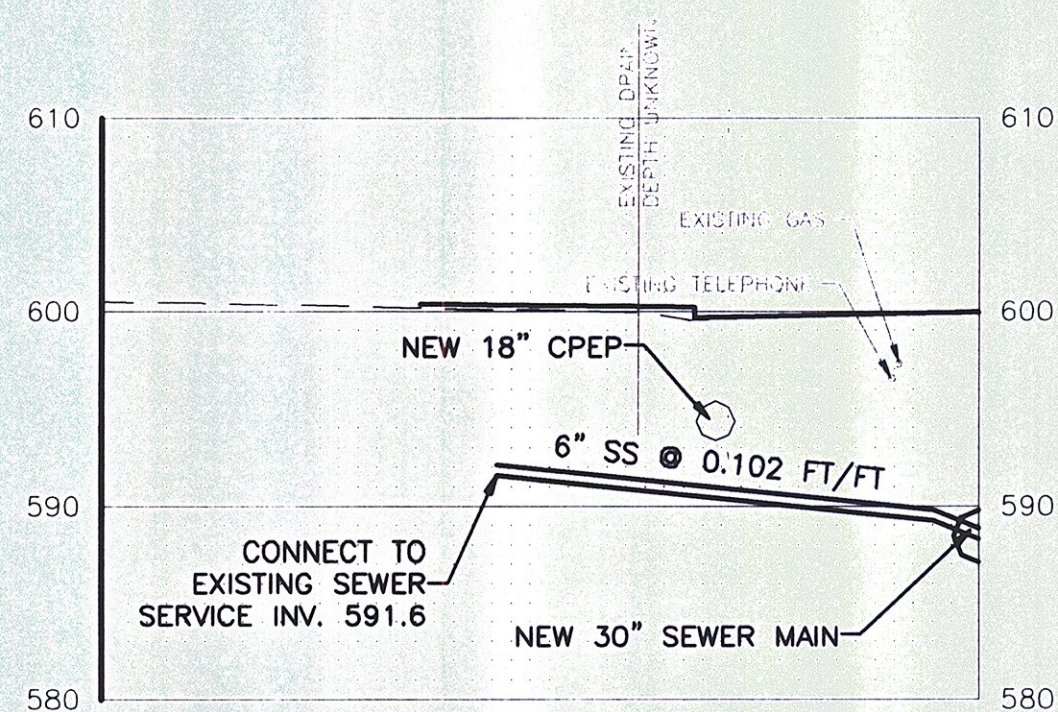 EXISTING DRAIN
DEPTH UNKNOWN
610
610
EXISTING GAS
EXISTING TELEPHONE
600
600
NEW 18" CPEP
6" SS @ 0.102 FT/FT
590
590
CONNECT TO
EXISTING SEWER
SERVICE INV. 591.6
NEW 30" SEWER MAIN
580
580